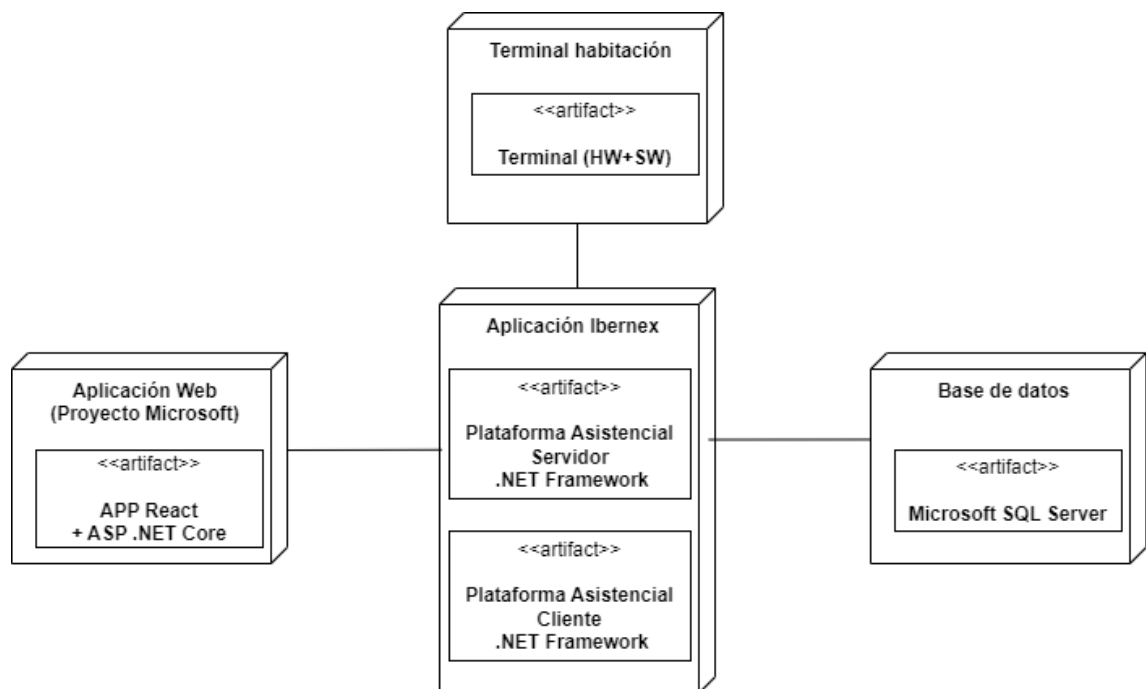 Terminal habitación
<<artifact>>
Terminal (HW+SW)
Aplicación Ibernex
<<artifact>>
Plataforma Asistencial
Servidor
.NET Framework
<<artifact>>
Plataforma Asistencial
Cliente
.NET Framework
Aplicación Web
(Proyecto Microsoft)
<<artifact>>
APP React
+ ASP .NET Core
Base de datos
<<artifact>>
Microsoft SQL Server